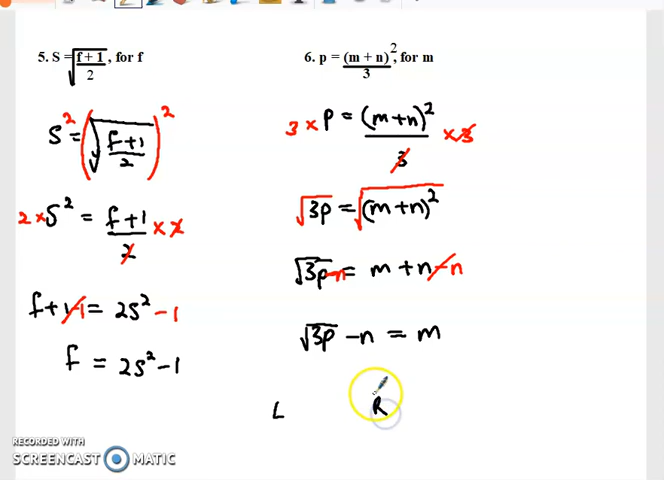 5. S = √(f + 1 / 2), for f
S² = (√(f+1 / 2))²
2 × S² = f+1 / 2 × 2
f + 1 - 1 = 2S² - 1
f = 2S² - 1
6. p = (m + n)² / 3, for m
3 × p = (m+n)² / 3 × 3
√3p = √(m+n)²
√3p - n = m + n - n
√3p - n = m
L R
RECORDED WITH
SCREENCAST MATIC